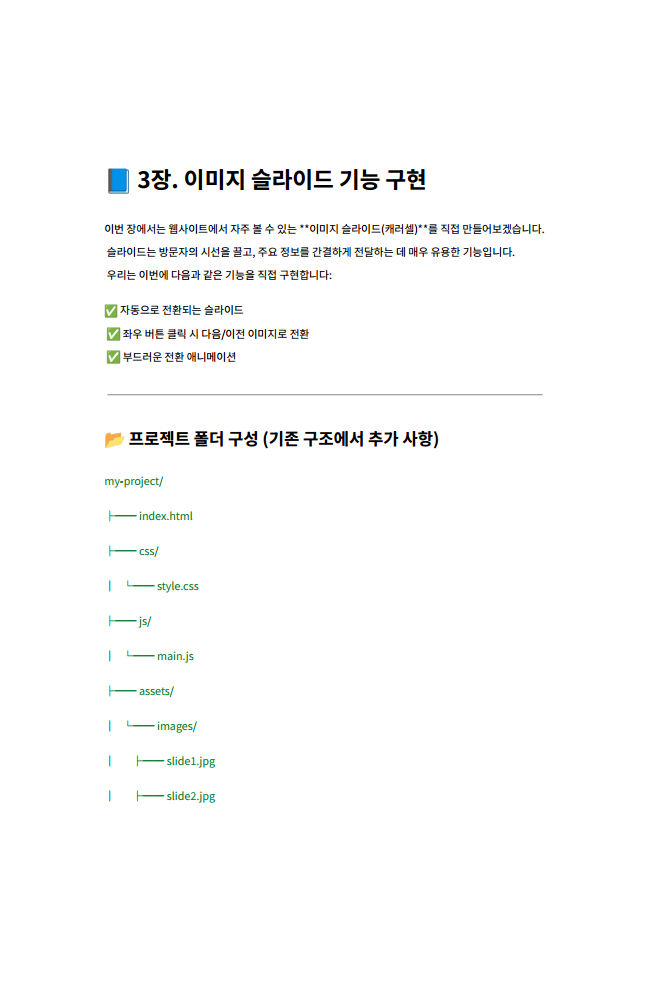 📘 3장. 이미지 슬라이드 기능 구현
이번 장에서는 웹사이트에서 자주 볼 수 있는 **이미지 슬라이드(캐러셀)**를 직접 만들어보겠습니다.
슬라이드는 방문자의 시선을 끌고, 주요 정보를 간결하게 전달하는 데 매우 유용한 기능입니다.
우리는 이번에 다음과 같은 기능을 직접 구현합니다:
✅ 자동으로 전환되는 슬라이드
✅ 좌우 버튼 클릭 시 다음/이전 이미지로 전환
✅ 부드러운 전환 애니메이션
📂 프로젝트 폴더 구성 (기존 구조에서 추가 사항)
my-project/
├── index.html
├── css/
│   └── style.css
├── js/
│   └── main.js
├── assets/
│   └── images/
│       ├── slide1.jpg
│       ├── slide2.jpg